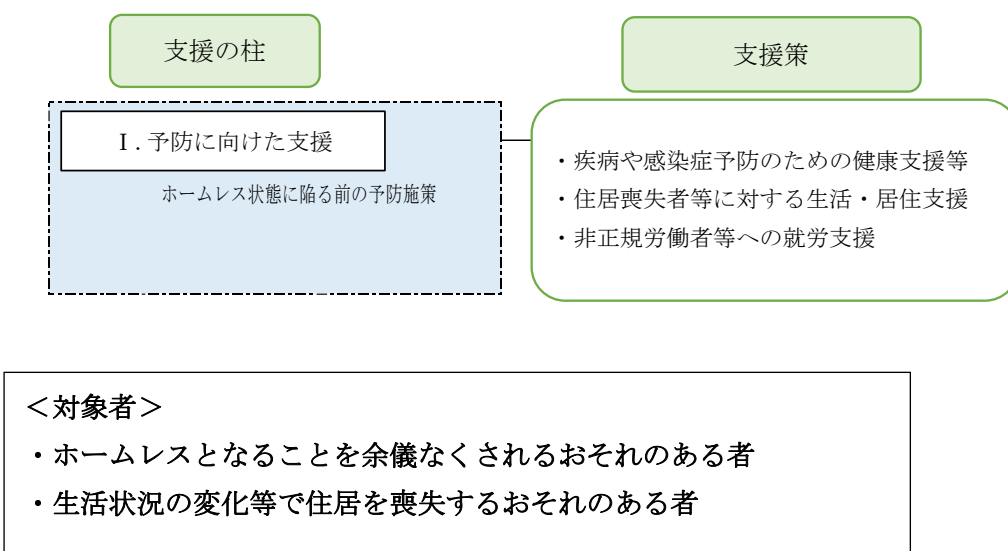 支援の柱
支援策
Ⅰ.予防に向けた支援
ホームレス状態に陥る前の予防施策
・疾病や感染症予防のための健康支援等
・住居喪失者等に対する生活・居住支援
・非正規労働者等への就労支援
＜対象者＞
・ホームレスとなることを余儀なくされるおそれのある者
・生活状況の変化等で住居を喪失するおそれのある者